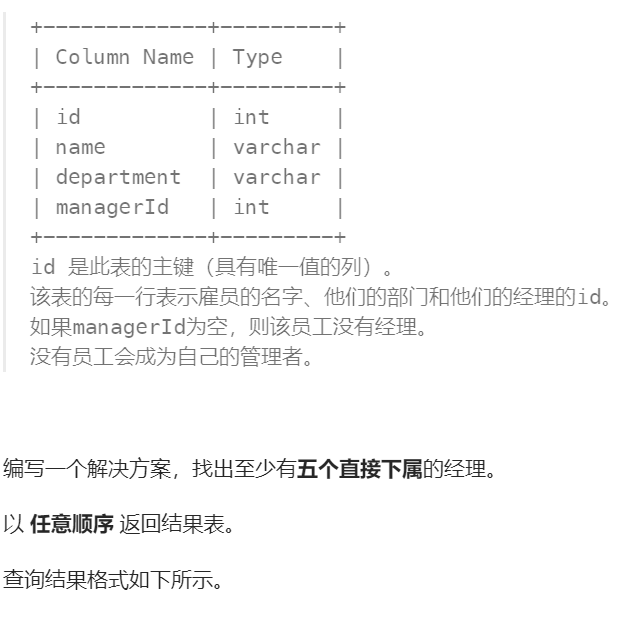 +-------------+---------+
| Column Name | Type    |
+-------------+---------+
| id          | int     |
| name        | varchar |
| department  | varchar |
| managerId   | int     |
+-------------+---------+
id 是此表的主键（具有唯一值的列）。
该表的每一行表示雇员的名字、他们的部门和他们的经理的id。
如果managerId为空，则该员工没有经理。
没有员工会成为自己的管理者。
编写一个解决方案，找出至少有五个直接下属的经理。
以 任意顺序 返回结果表。
查询结果格式如下所示。